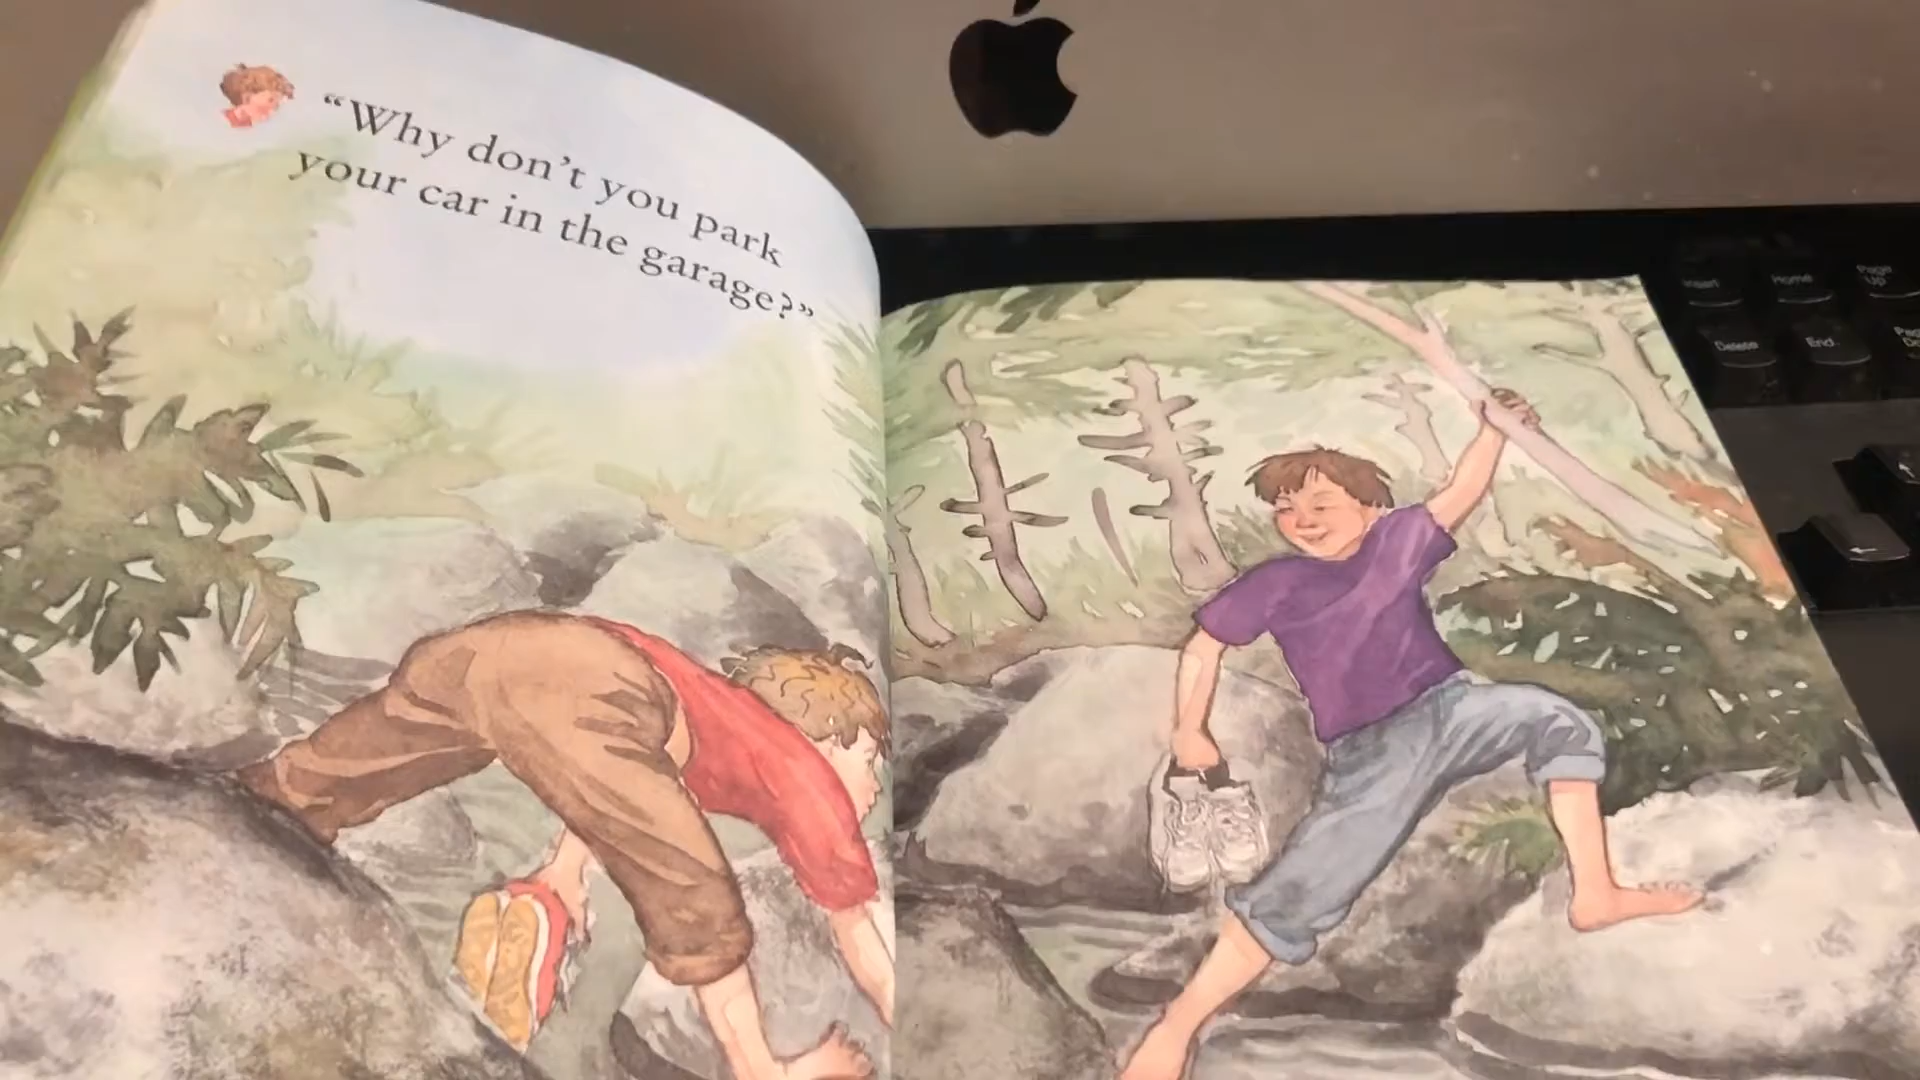 “Why don’t you park
your car in the garage?”
Insert
Home
Page
Up
Delete
End